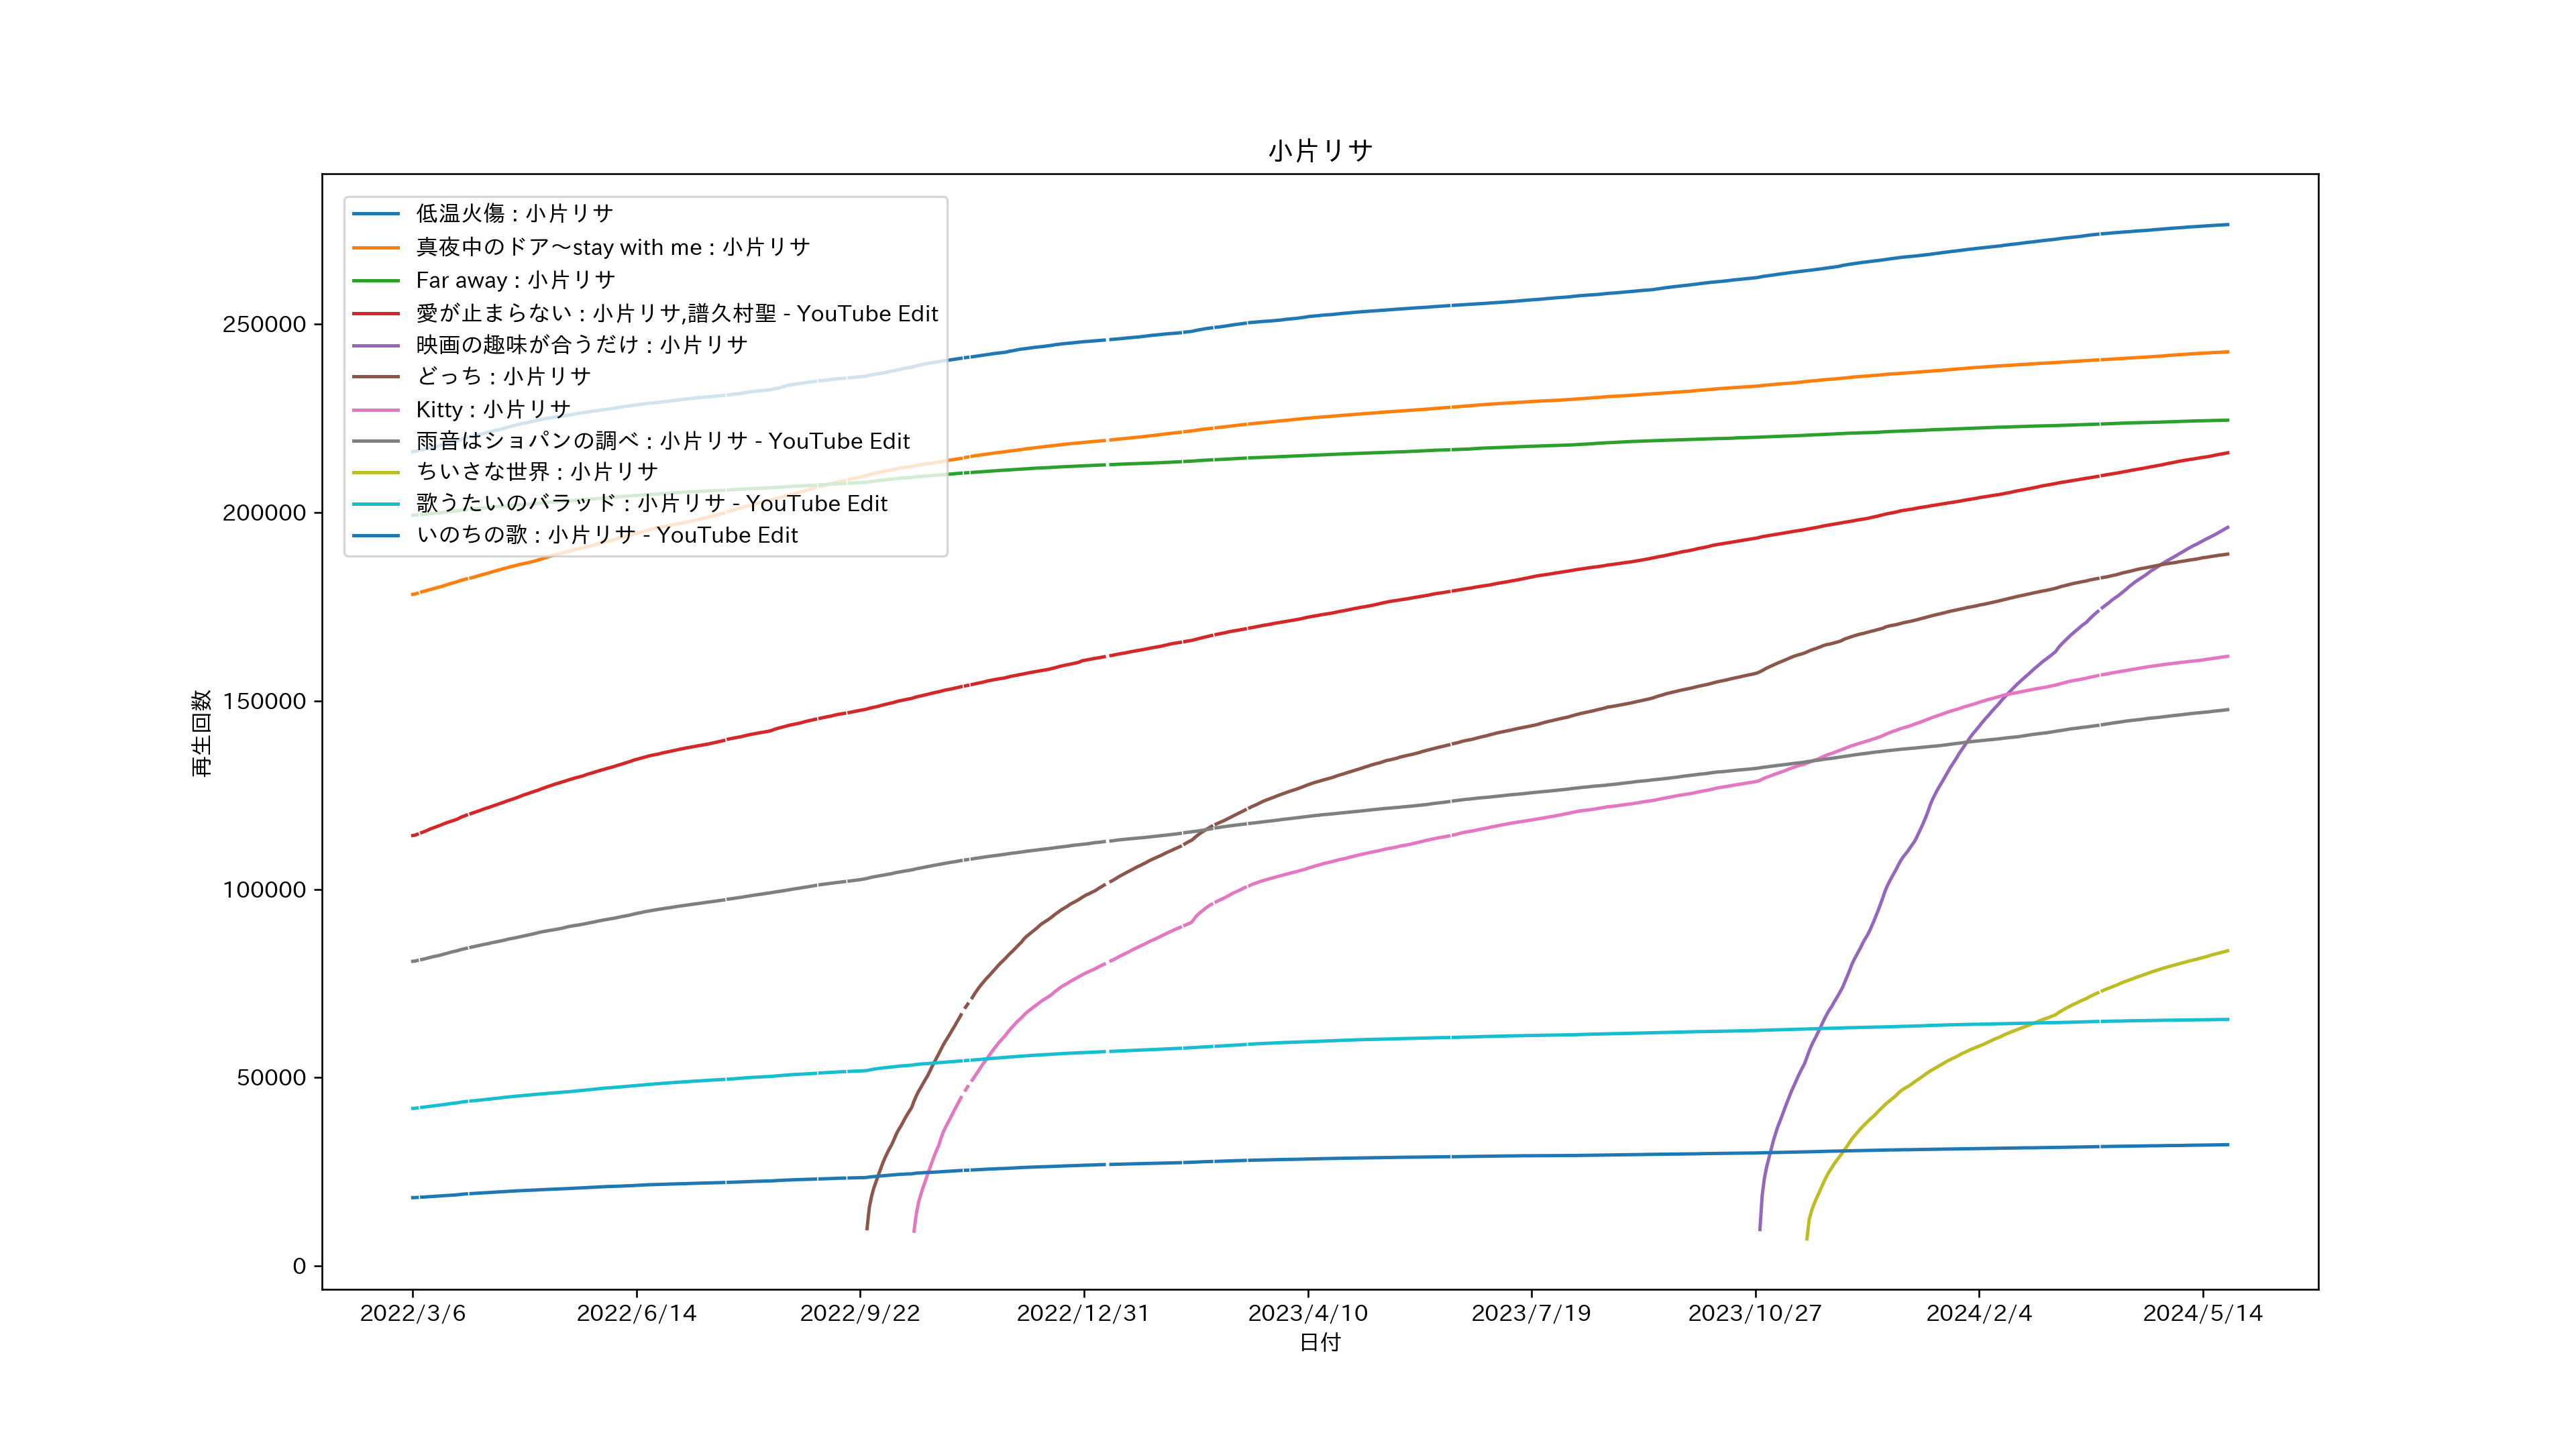 小片リサ
低温火傷 : 小片リサ
真夜中のドア～stay with me : 小片リサ
Far away : 小片リサ
愛が止まらない : 小片リサ,譜久村聖 - YouTube Edit
映画の趣味が合うだけ : 小片リサ
どっち : 小片リサ
Kitty : 小片リサ
雨音はショパンの調べ : 小片リサ - YouTube Edit
ちいさな世界 : 小片リサ
歌うたいのバラッド : 小片リサ - YouTube Edit
いのちの歌 : 小片リサ - YouTube Edit
再生回数
250000
200000
150000
100000
50000
0
2022/3/6 2022/6/14 2022/9/22 2022/12/31 2023/4/10 2023/7/19 2023/10/27 2024/2/4 2024/5/14
日付